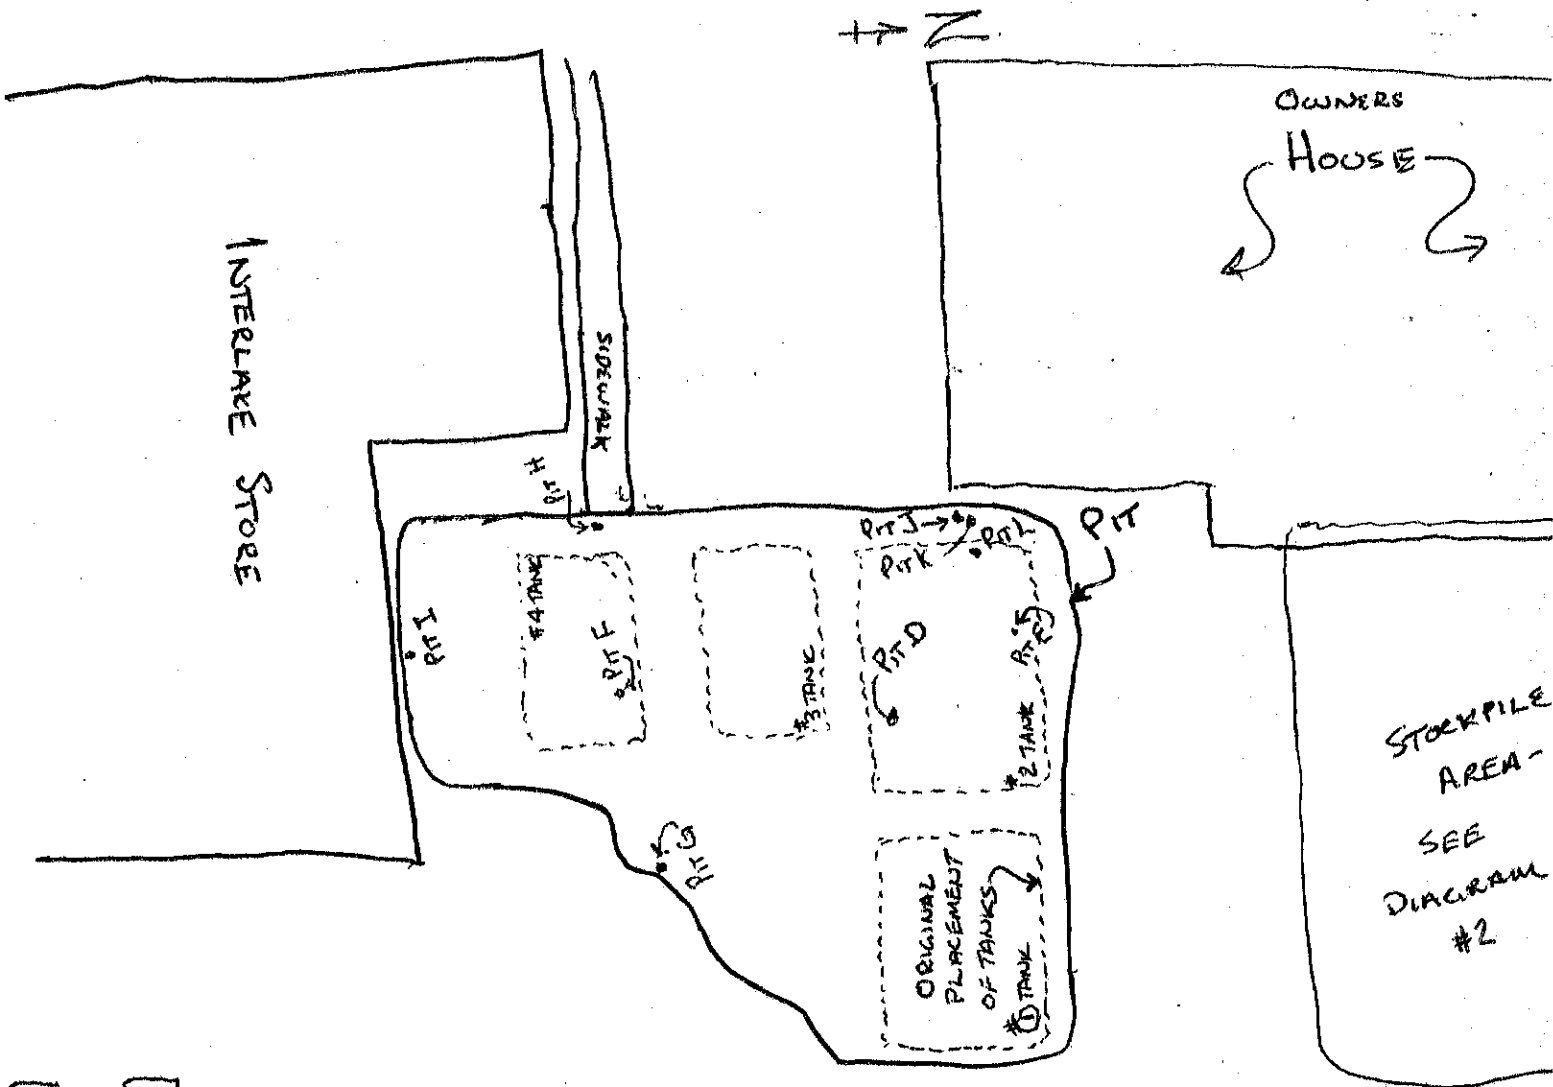 N
OWNERS
HOUSE
INTERLAKE STORE
SIDEWALK
PIT H
PIT J
PIT K
PIT L
PIT
#4 TANK
PIT F
PIT I
#3 TANK
PIT D
PIT E
#2 TANK
PIT G
ORIGINAL
PLACEMENT
OF TANKS
#1 TANK
STOCKPILE
AREA-
SEE
DIAGRAM
#2